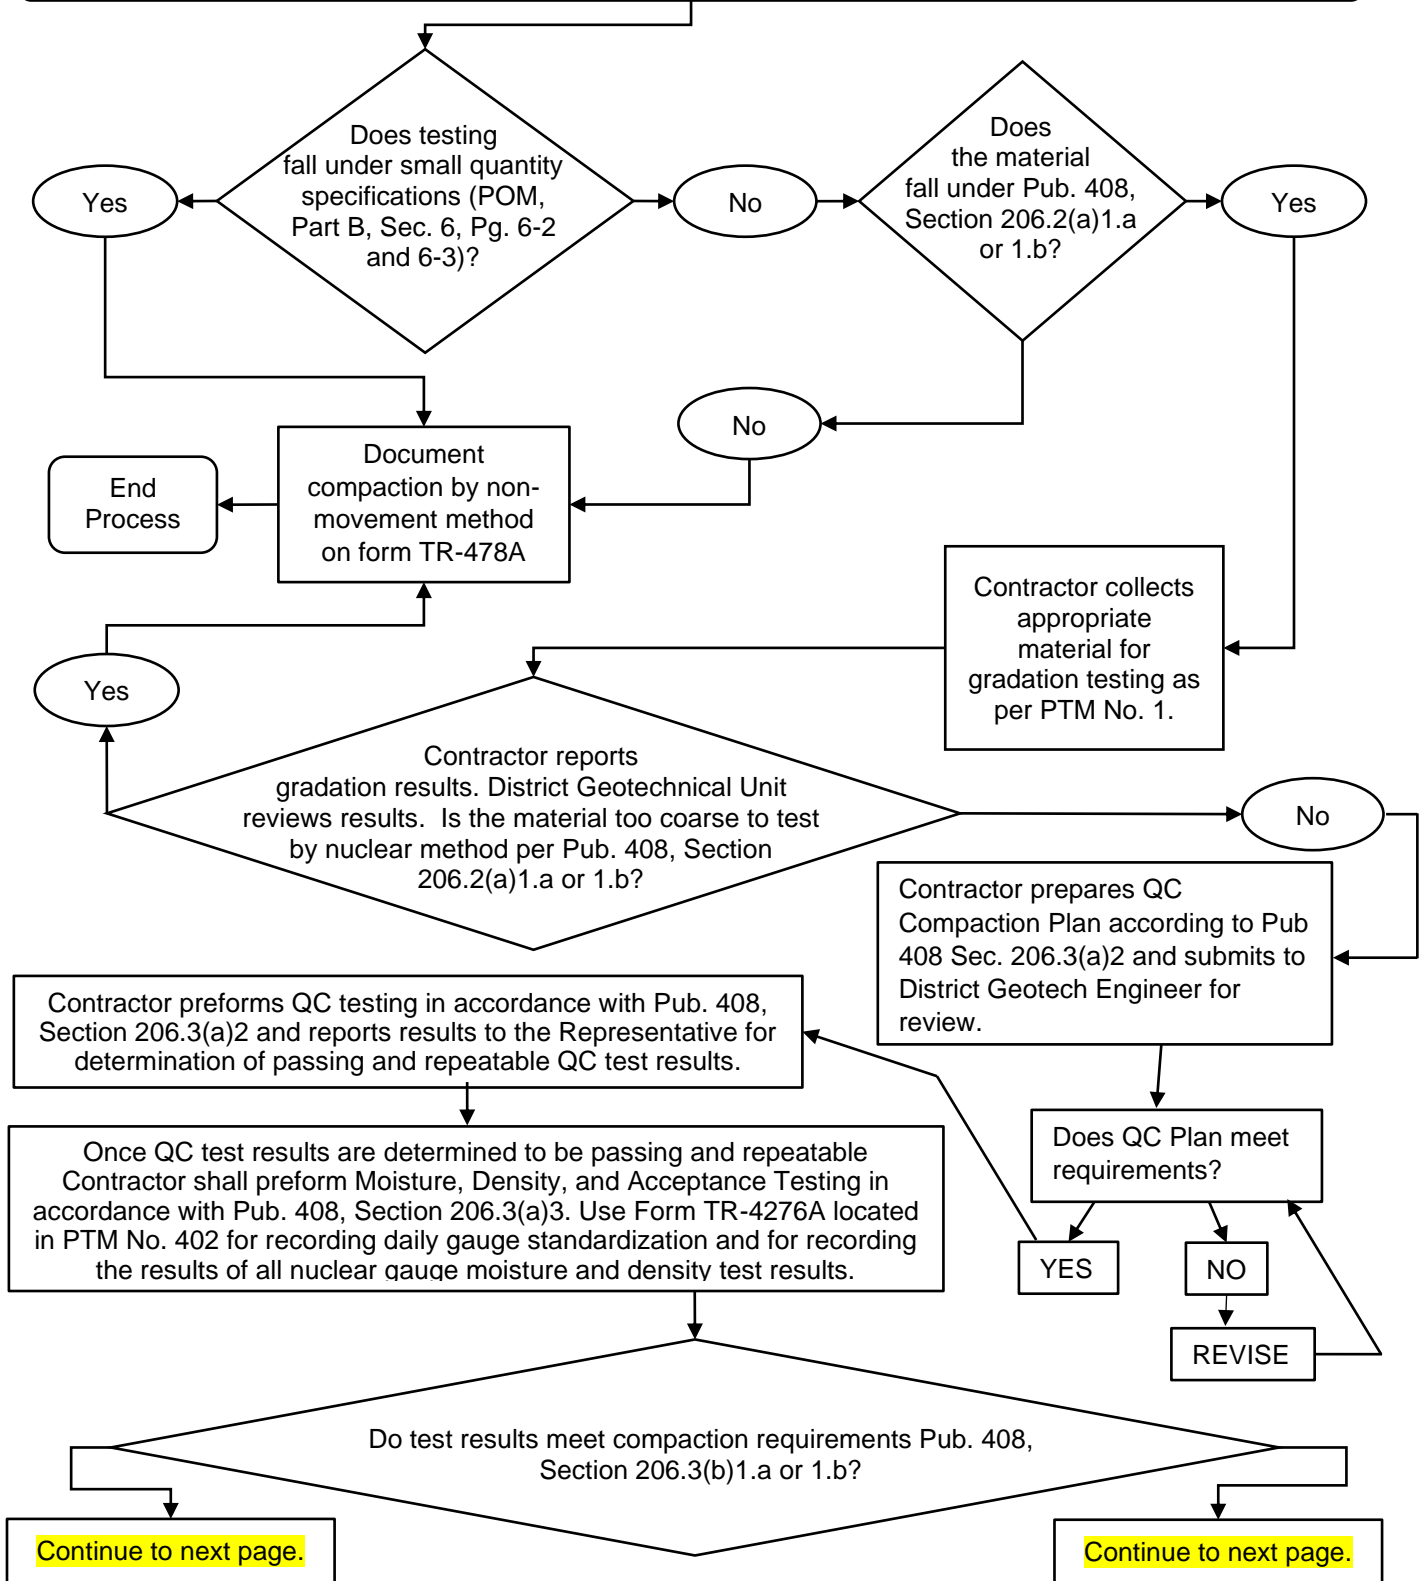 Does testing
fall under small quantity
specifications (POM,
Part B, Sec. 6, Pg. 6-2
and 6-3)?
Does
the material
fall under Pub. 408,
Section 206.2(a)1.a
or 1.b?
Yes
No
Yes
No
Document
compaction by non-
movement method
on form TR-478A
End
Process
Contractor collects
appropriate
material for
gradation testing as
per PTM No. 1.
Yes
Contractor reports
gradation results. District Geotechnical Unit
reviews results.  Is the material too coarse to test
by nuclear method per Pub. 408, Section
206.2(a)1.a or 1.b?
No
Contractor prepares QC
Compaction Plan according to Pub
408 Sec. 206.3(a)2 and submits to
District Geotech Engineer for
review.
Contractor preforms QC testing in accordance with Pub. 408,
Section 206.3(a)2 and reports results to the Representative for
determination of passing and repeatable QC test results.
Does QC Plan meet
requirements?
Once QC test results are determined to be passing and repeatable
Contractor shall preform Moisture, Density, and Acceptance Testing in
accordance with Pub. 408, Section 206.3(a)3. Use Form TR-4276A located
in PTM No. 402 for recording daily gauge standardization and for recording
the results of all nuclear gauge moisture and density test results.
YES
NO
REVISE
Do test results meet compaction requirements Pub. 408,
Section 206.3(b)1.a or 1.b?
Continue to next page.
Continue to next page.